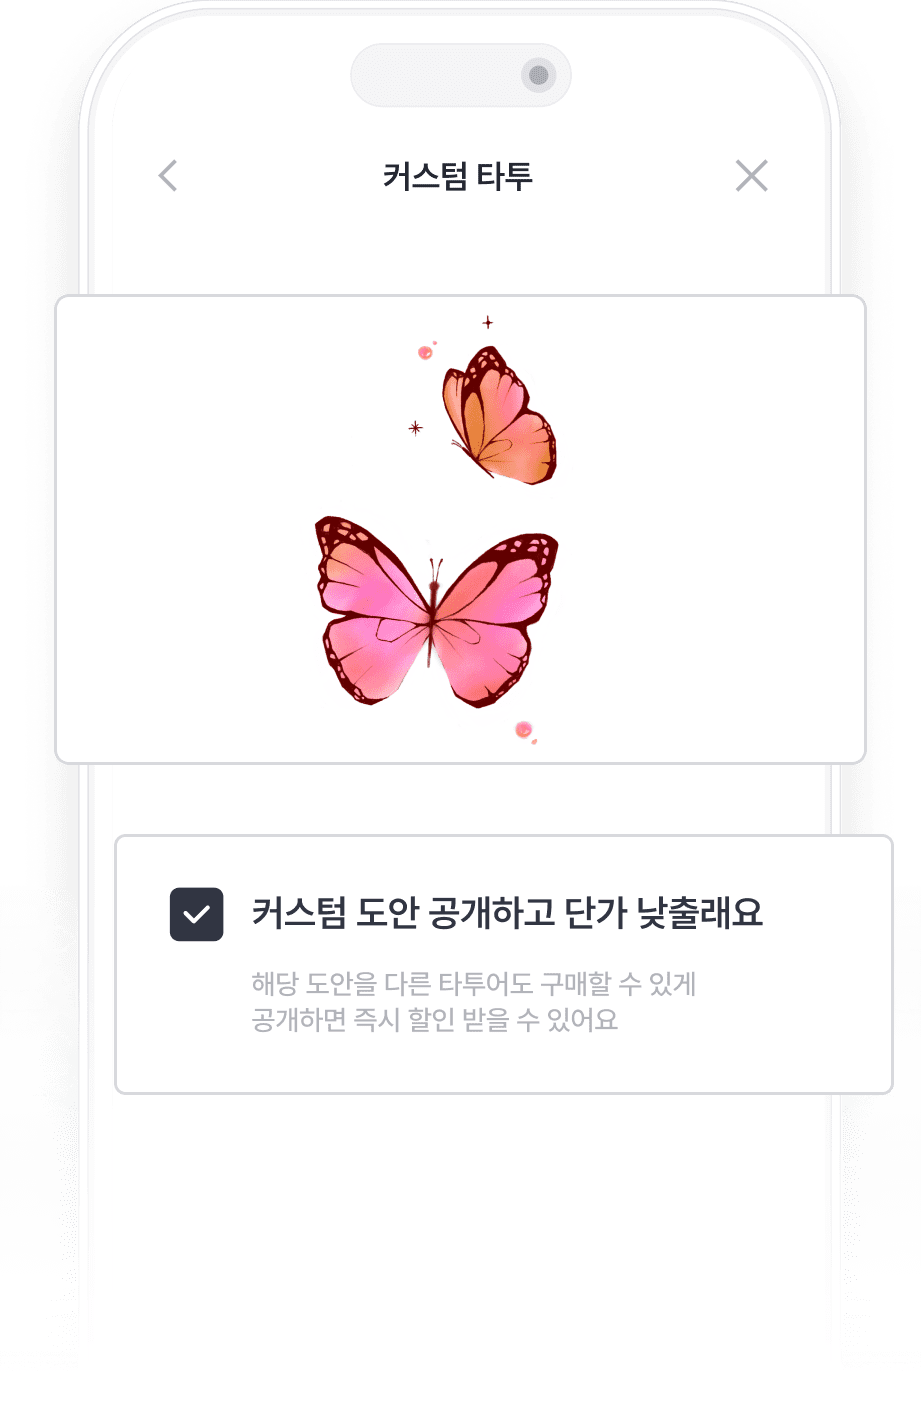 커스텀 타투
커스텀 도안 공개하고 단가 낮출래요
해당 도안을 다른 타투어도 구매할 수 있게
공개하면 즉시 할인 받을 수 있어요